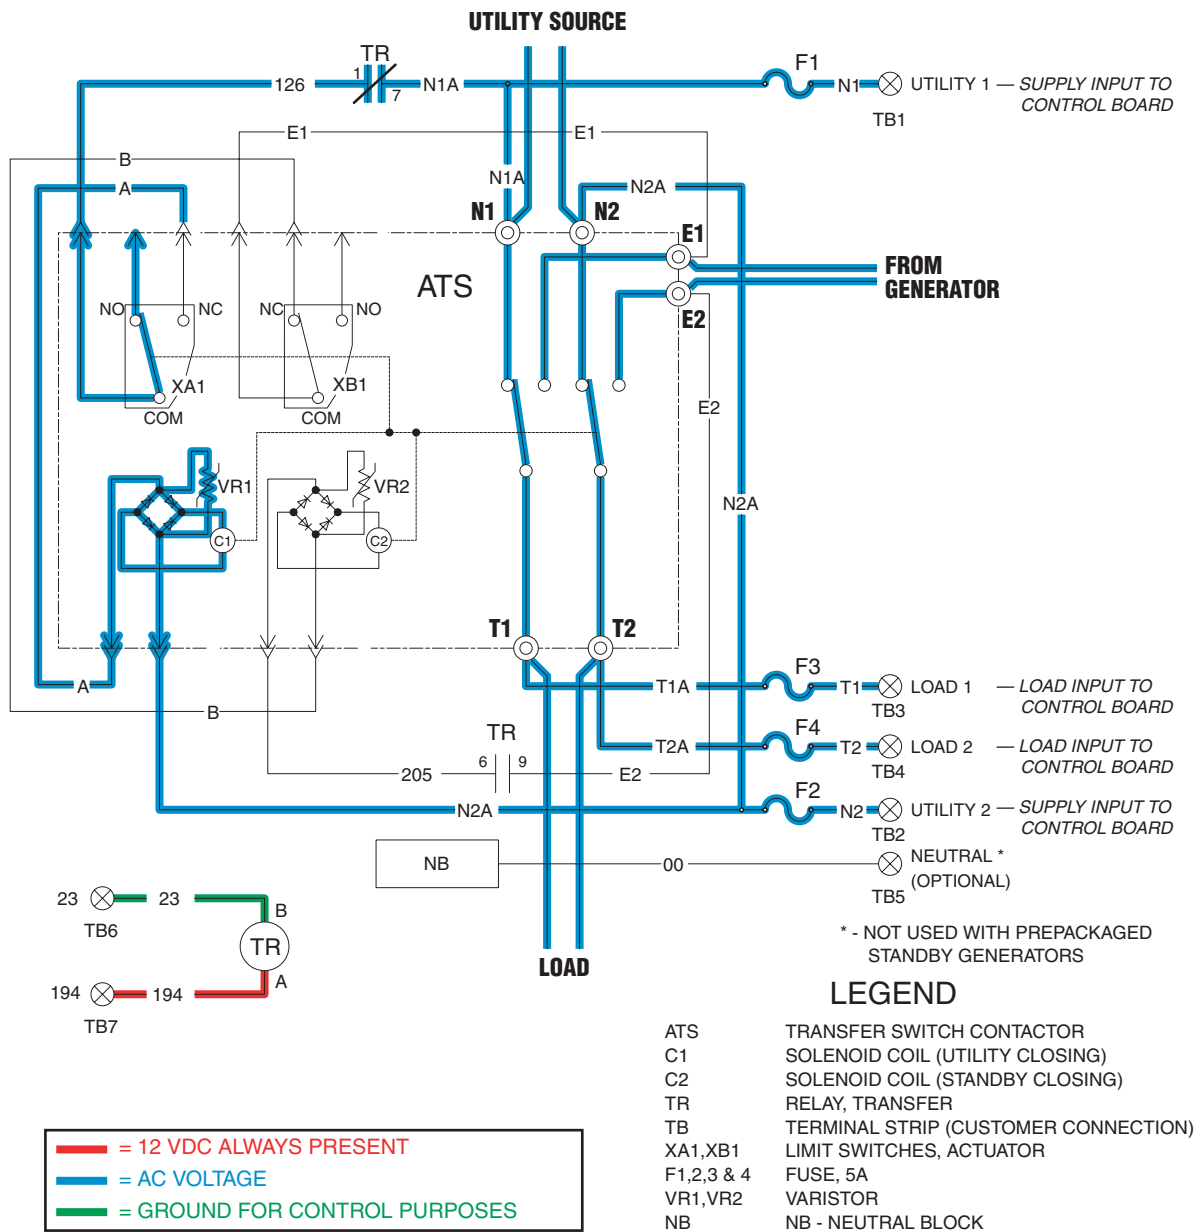 UTILITY SOURCE
TR
1
7
126
N1A
F1
N1
UTILITY 1 — SUPPLY INPUT TO
CONTROL BOARD
TB1
E1
E1
B
A
N1A
N2A
N1
N2
E1
FROM
GENERATOR
ATS
E2
NO
NC
NC
NO
XA1
XB1
COM
COM
E2
VR1
VR2
N2A
C1
C2
T1
T2
A
F3
T1A
T1
LOAD 1 — LOAD INPUT TO
CONTROL BOARD
TB3
B
TR
F4
T2A
T2
LOAD 2 — LOAD INPUT TO
CONTROL BOARD
TB4
6
9
205
E2
F2
N2A
N2
UTILITY 2 — SUPPLY INPUT TO
CONTROL BOARD
TB2
NB
00
NEUTRAL *
(OPTIONAL)
TB5
23
23
B
TB6
TR
* - NOT USED WITH PREPACKAGED
STANDBY GENERATORS
LOAD
A
194
194
TB7
LEGEND
ATS TRANSFER SWITCH CONTACTOR
C1 SOLENOID COIL (UTILITY CLOSING)
C2 SOLENOID COIL (STANDBY CLOSING)
TR RELAY, TRANSFER
TB TERMINAL STRIP (CUSTOMER CONNECTION)
XA1,XB1 LIMIT SWITCHES, ACTUATOR
F1,2,3 & 4 FUSE, 5A
VR1,VR2 VARISTOR
NB NB - NEUTRAL BLOCK
= 12 VDC ALWAYS PRESENT
= AC VOLTAGE
= GROUND FOR CONTROL PURPOSES